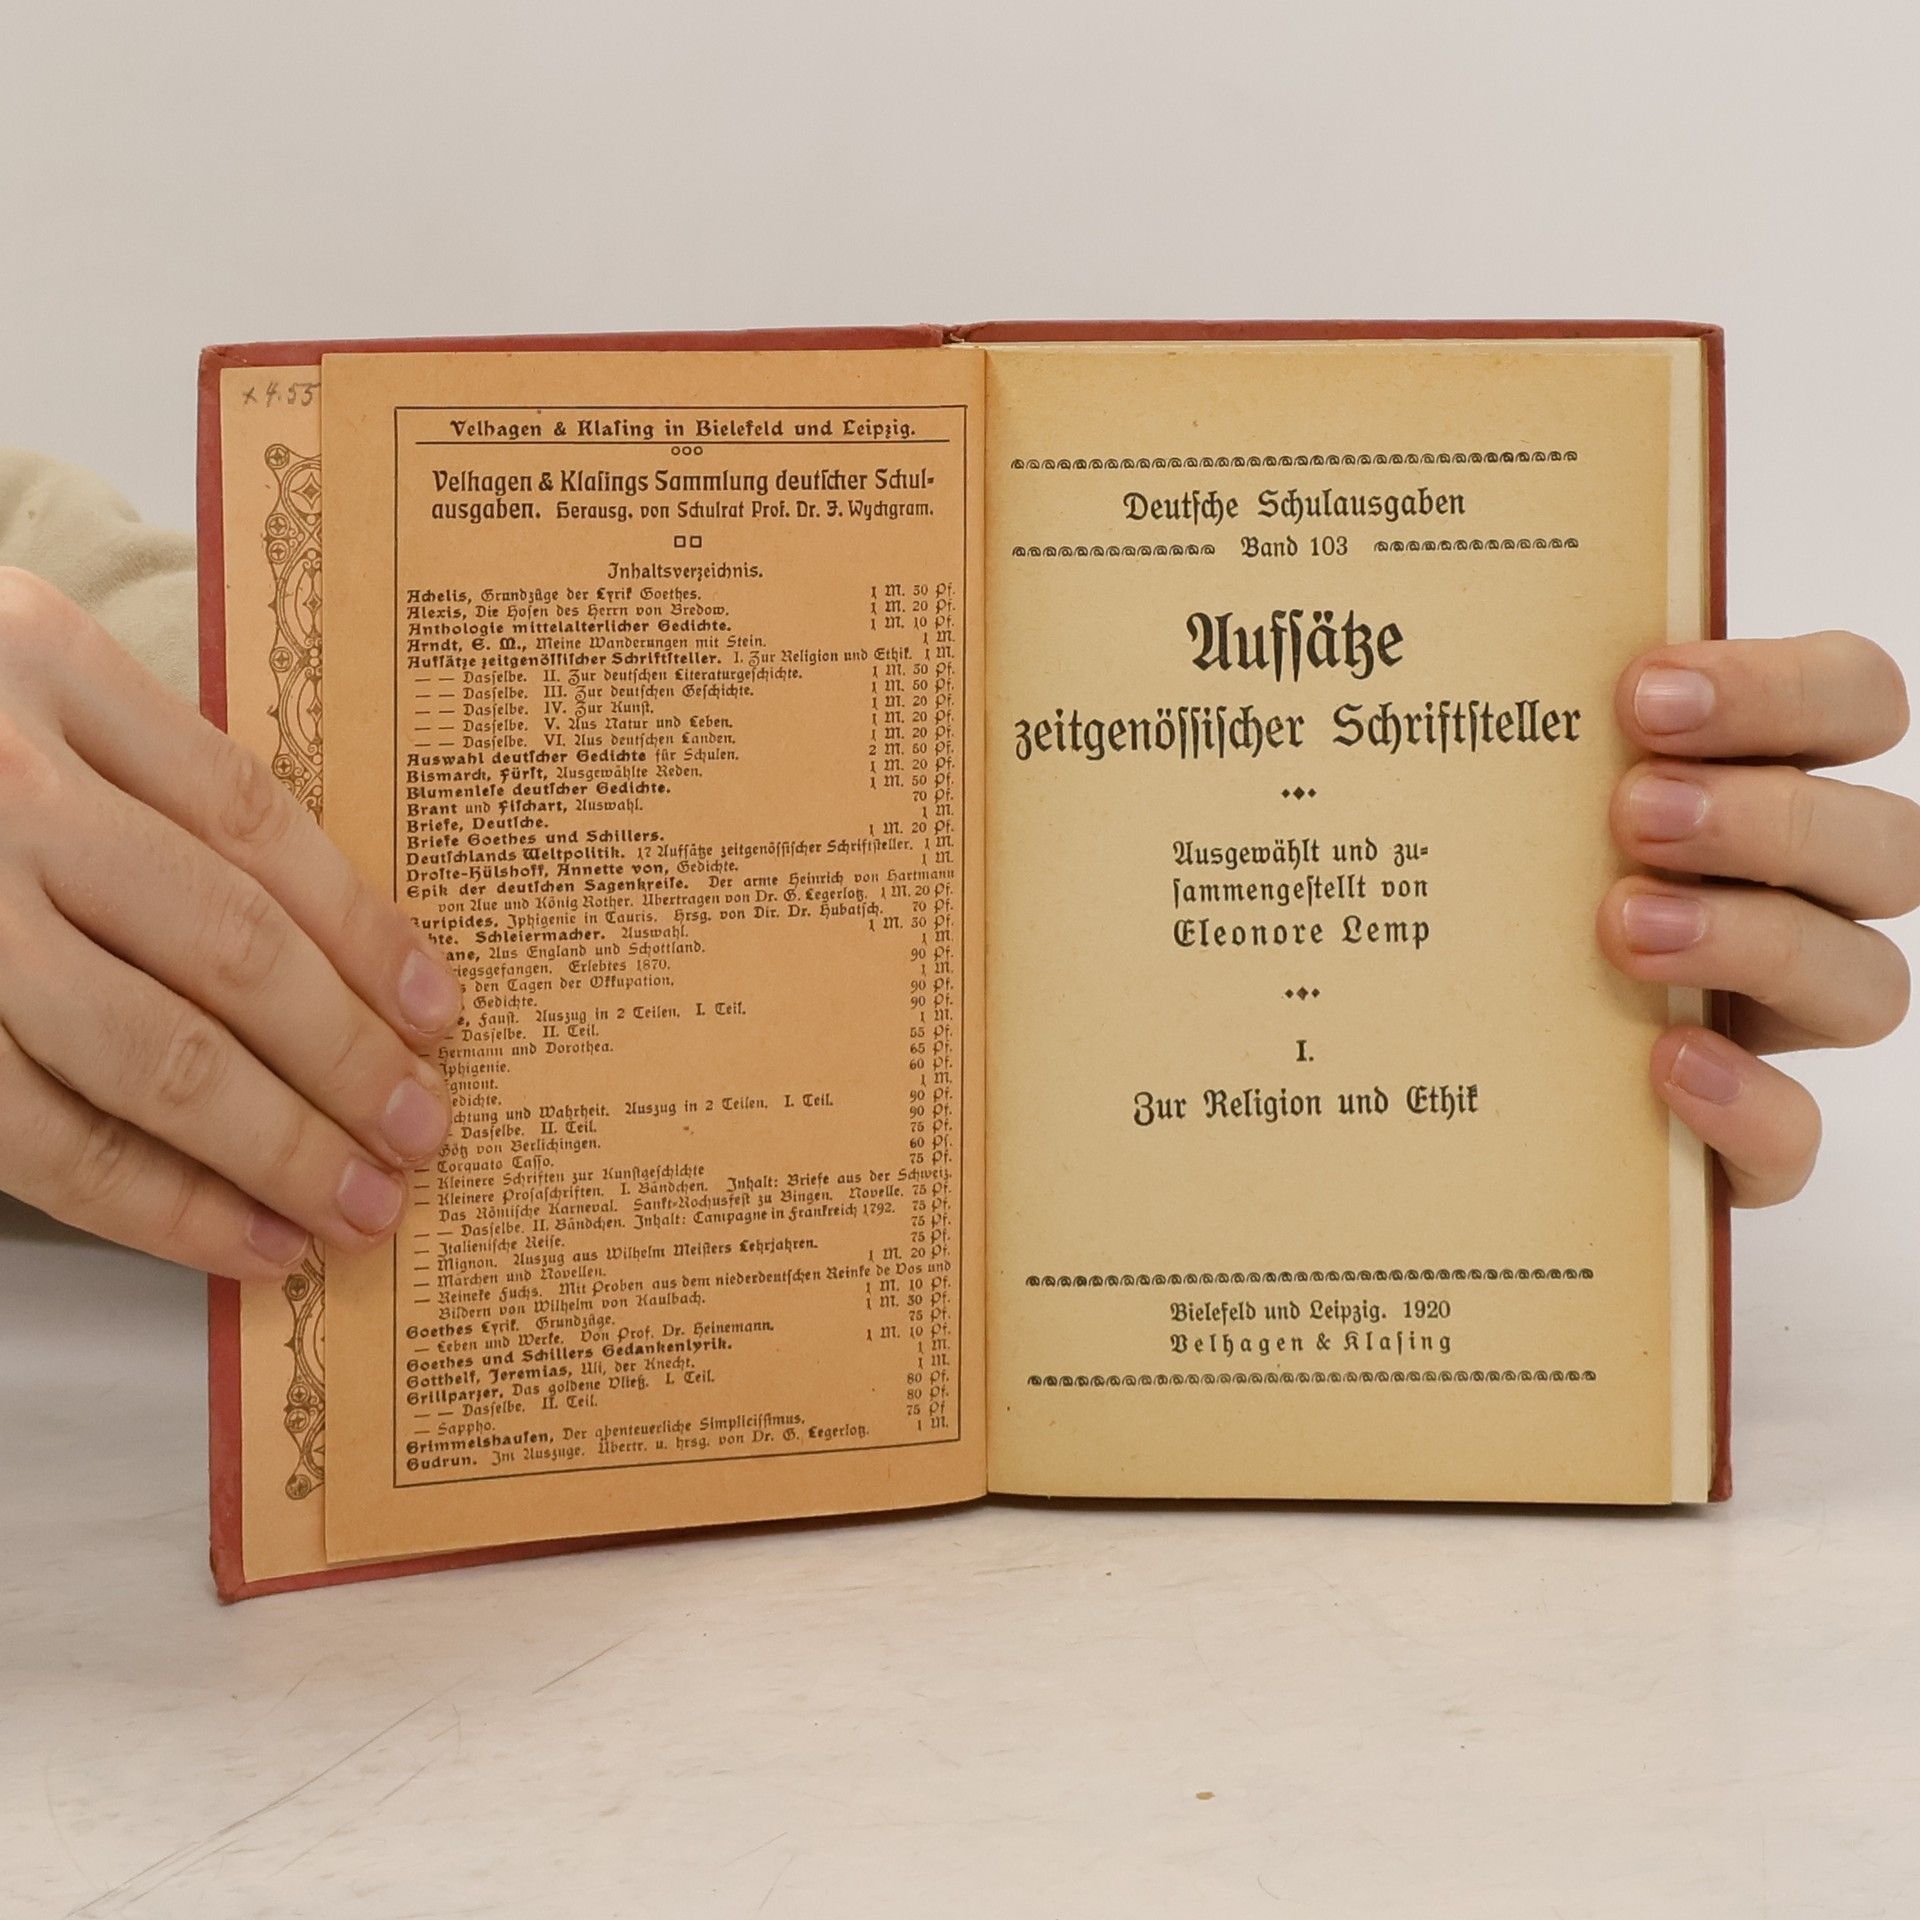 x 4.55
Velhagen & Klasing in Bielefeld und Leipzig.
Velhagen & Klasings Sammlung deutscher Schul-
ausgaben. Herausg. von Schulrat Prof. Dr. J. Wychgram.
Inhaltsverzeichnis.
Achelis, Grundzüge der Lyrik Goethes. 1 M. 30 Pf.
Alexis, Die Hosen des Herrn von Bredow. 1 M. 20 Pf.
Anthologie mittelalterlicher Gedichte. 1 M. 10 Pf.
Arndt, E. M., Meine Wanderungen mit Stein. 1 M.
Aufsätze zeitgenössischer Schriftsteller. I. Zur Religion und Ethik. 1 M.
— — Dasselbe. II. Zur deutschen Literaturgeschichte. 1 M. 30 Pf.
— — Dasselbe. III. Zur deutschen Geschichte. 1 M. 50 Pf.
— — Dasselbe. IV. Zur Kunst. 1 M. 20 Pf.
— — Dasselbe. V. Aus Natur und Leben. 1 M. 20 Pf.
— — Dasselbe. VI. Aus deutschen Landen. 1 M. 20 Pf.
Auswahl deutscher Gedichte für Schulen. 2 M. 50 Pf.
Bismarck, Fürst, Ausgewählte Reden. 1 M. 20 Pf.
Blumenlese deutscher Gedichte. 1 M. 50 Pf.
Brant und Fischart, Auswahl. 70 Pf.
Briefe, Deutsche. 1 M.
Briefe Goethes und Schillers. 1 M. 20 Pf.
Deutschlands Weltpolitik. 17 Aufsätze zeitgenössischer Schriftsteller. 1 M.
Droste-Hülshoff, Annette von, Gedichte. 1 M.
Epik der deutschen Sagenkreise. Der arme Heinrich von Hartmann
von Aue und König Rother. Übertragen von Dr. G. Legerlotz. 1 M. 20 Pf.
Euripides, Iphigenie in Tauris. Hrsg. von Dir. Dr. Hubatsch. 70 Pf.
hte. Schleiermacher. Auswahl. 1 M. 30 Pf.
ane, Aus England und Schottland. 1 M.
iegsgefangen. Erlebtes 1870. 90 Pf.
s den Tagen der Okkupation. 1 M.
, Gedichte. 90 Pf.
e, Faust. Auszug in 2 Teilen. I. Teil. 90 Pf.
— Dasselbe. II. Teil. 1 M.
— Hermann und Dorothea. 55 Pf.
Iphigenie. 65 Pf.
gmont. 60 Pf.
edichte. 1 M.
chtung und Wahrheit. Auszug in 2 Teilen. I. Teil. 90 Pf.
— Dasselbe. II. Teil. 90 Pf.
Götz von Berlichingen. 75 Pf.
— Torquato Tasso. 60 Pf.
— Kleinere Schriften zur Kunstgeschichte 75 Pf.
— Kleinere Prosaschriften. I. Bändchen. Inhalt: Briefe aus der Schweiz.
Das Römische Karneval. Sankt-Rochusfest zu Bingen. Novelle. 75 Pf.
— — Dasselbe. II. Bändchen. Inhalt: Campagne in Frankreich 1792. 75 Pf.
— Italienische Reise. 75 Pf.
— Mignon. Auszug aus Wilhelm Meisters Lehrjahren. 75 Pf.
— Märchen und Novellen. 1 M. 20 Pf.
— Reineke Fuchs. Mit Proben aus dem niederdeutschen Reinke de Vos und
Bildern von Wilhelm von Kaulbach. 1 M. 10 Pf.
Goethes Lyrik. Grundzüge. 1 M. 30 Pf.
— Leben und Werke. Von Prof. Dr. Heinemann. 75 Pf.
Goethes und Schillers Gedankenlyrik. 1 M. 10 Pf.
Gotthelf, Jeremias, Uli, der Knecht. 1 M.
Grillparzer, Das goldene Vließ. I. Teil. 1 M.
— — Dasselbe. II. Teil. 80 Pf.
— Sappho. 80 Pf.
Grimmelshausen, Der abenteuerliche Simplicissimus. 75 Pf
Gudrun. Im Auszuge. Übertr. u. hrsg. von Dr. G. Legerlotz. 1 M.
Deutsche Schulausgaben
Band 103
Aufsätze
zeitgenössischer Schriftsteller
Ausgewählt und zu-
sammengestellt von
Eleonore Lemp
I.
Zur Religion und Ethik
Bielefeld und Leipzig. 1920
Velhagen & Klasing